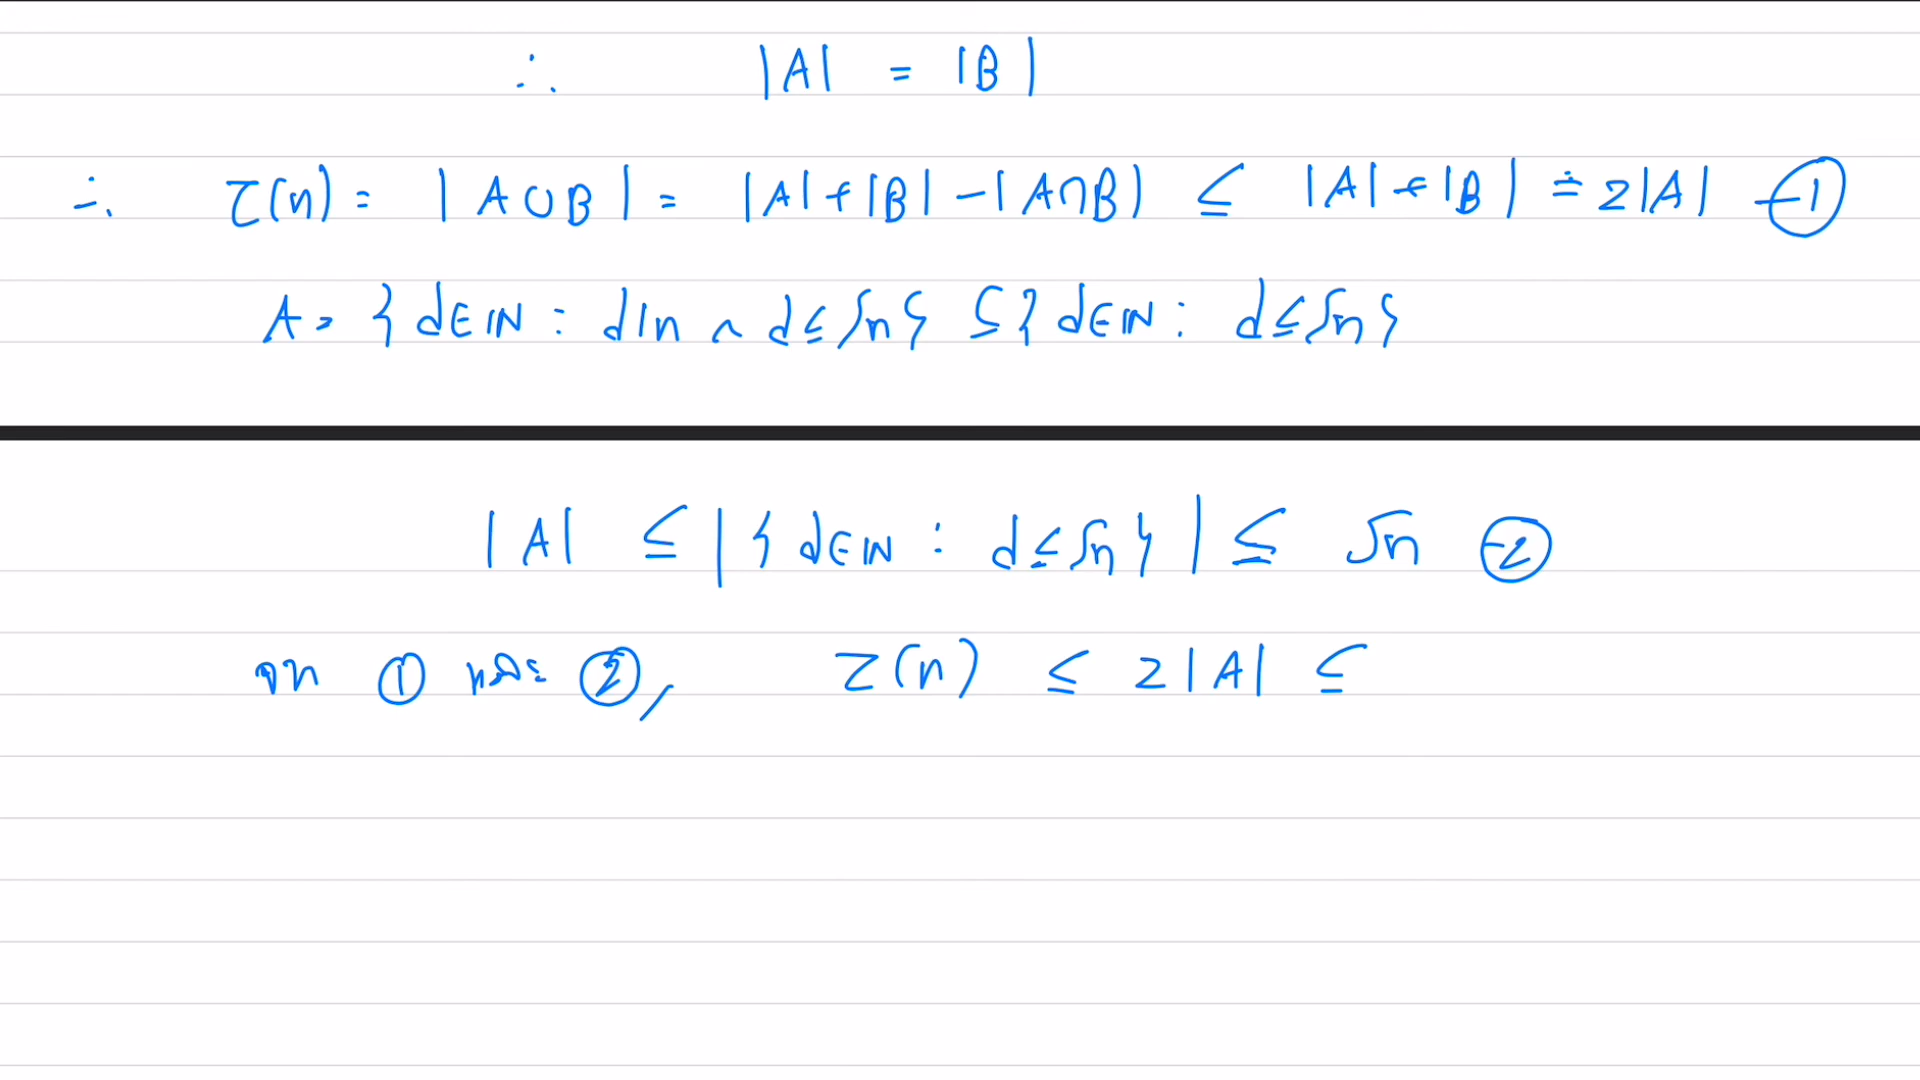 ∴ |A| = |B|
∴ τ(n) = |A∪B| = |A|+|B| - |A∩B| ≤ |A|+|B| = 2|A| —①
A = {d∈ℕ : d|n ∧ d≤√n} ⊆ {d∈ℕ : d≤√n}
|A| ≤ |{d∈ℕ : d≤√n}| ≤ √n —②
จาก ① และ ②, τ(n) ≤ 2|A| ≤